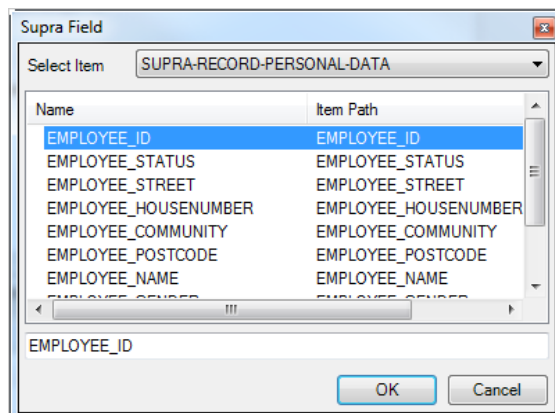 Supra Field
Select Item SUPRA-RECORD-PERSONAL-DATA
Name Item Path
EMPLOYEE_ID EMPLOYEE_ID
EMPLOYEE_STATUS EMPLOYEE_STATUS
EMPLOYEE_STREET EMPLOYEE_STREET
EMPLOYEE_HOUSENUMBER EMPLOYEE_HOUSENUMBER
EMPLOYEE_COMMUNITY EMPLOYEE_COMMUNITY
EMPLOYEE_POSTCODE EMPLOYEE_POSTCODE
EMPLOYEE_NAME EMPLOYEE_NAME
EMPLOYEE_ID
OK Cancel